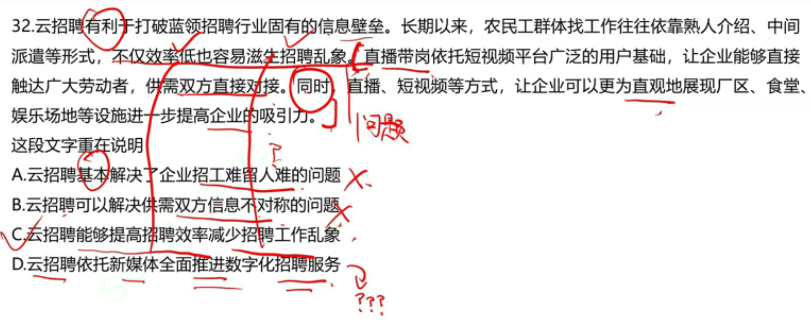 32.云招聘有利于打破蓝领招聘行业固有的信息壁垒。长期以来，农民工群体找工作往往依靠熟人介绍、中间
派遣等形式，不仅效率低也容易滋生招聘乱象。直播带岗依托短视频平台广泛的用户基础，让企业能够直接
触达广大劳动者，供需双方直接对接。同时，直播、短视频等方式，让企业可以更为直观地展现厂区、食堂、
娱乐场地等设施进一步提高企业的吸引力。
问题
这段文字重在说明
A.云招聘基本解决了企业招工难留人难的问题
B.云招聘可以解决供需双方信息不对称的问题
C.云招聘能够提高招聘效率减少招聘工作乱象
D.云招聘依托新媒体全面推进数字化招聘服务
???